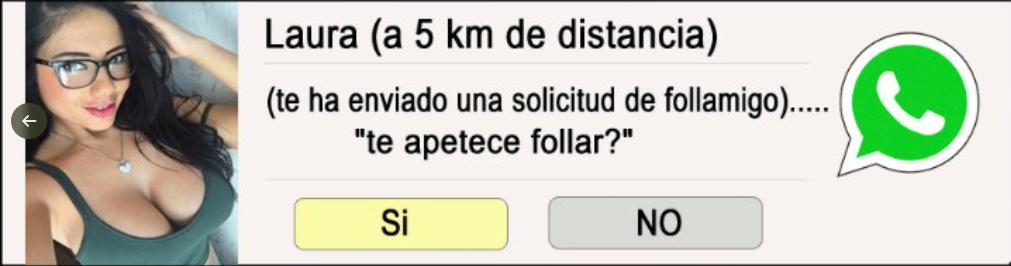 Laura (a 5 km de distancia)
(te ha enviado una solicitud de follamigo).....
"te apetece follar?"
Si
NO